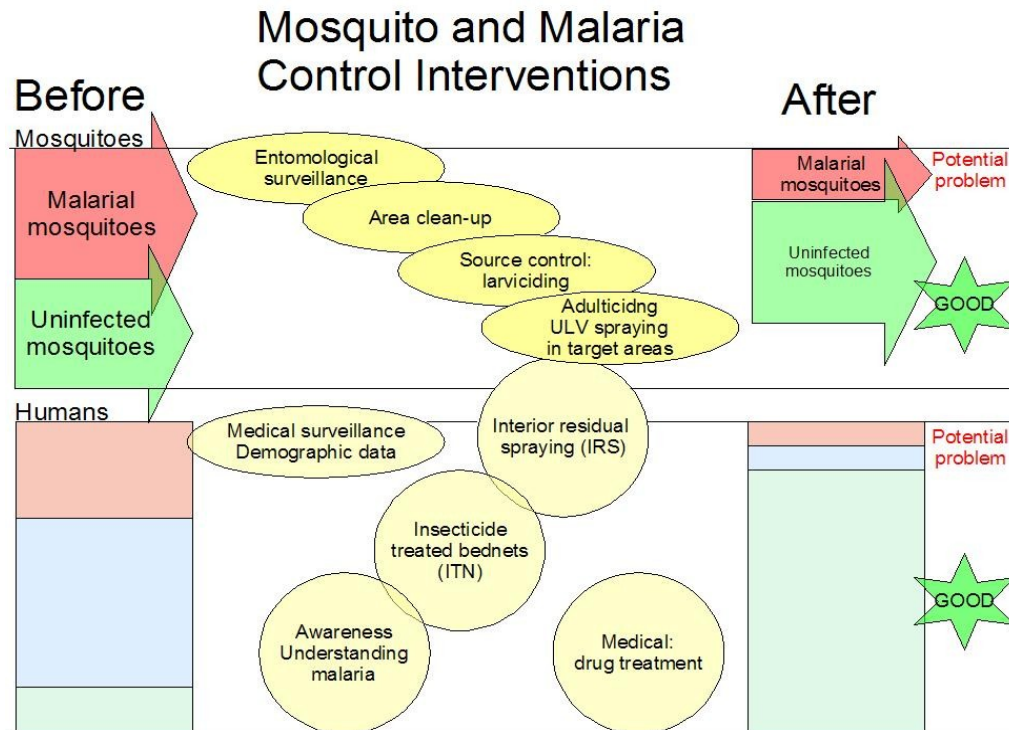 Mosquito and Malaria
Control Interventions
Before
After
Mosquitoes
Malarial
mosquitoes
Uninfected
mosquitoes
Entomological
surveillance
Area clean-up
Source control:
larviciding
Adulticidng
ULV spraying
in target areas
Malarial
mosquitoes
Potential
problem
Uninfected
mosquitoes
GOOD
Humans
Medical surveillance
Demographic data
Interior residual
spraying (IRS)
Insecticide
treated bednets
(ITN)
Awareness
Understanding
malaria
Medical:
drug treatment
Potential
problem
GOOD